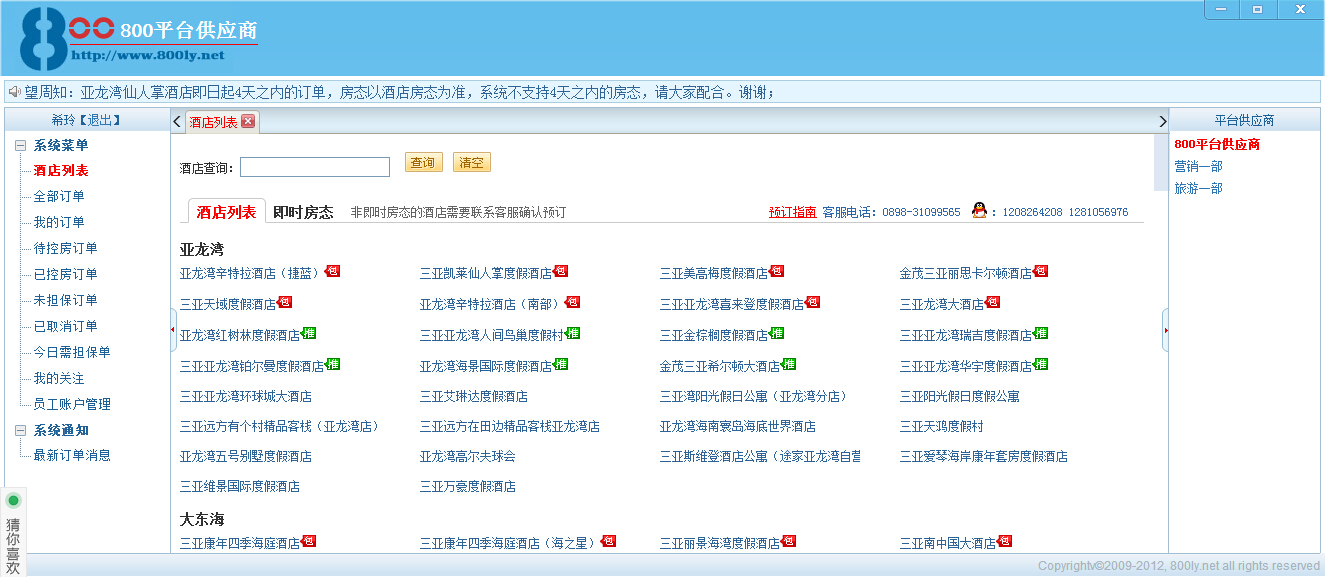 800 800平台供应商
http://www.800ly.net
望周知：亚龙湾仙人掌酒店即日起4天之内的订单，房态以酒店房态为准，系统不支持4天之内的房态，请大家配合。谢谢；
希玲【退出】
系统菜单
酒店列表
全部订单
我的订单
待控房订单
已控房订单
未担保订单
已取消订单
今日需担保单
我的关注
员工账户管理
系统通知
最新订单消息
猜你喜欢
酒店列表
酒店查询： 查询 清空
酒店列表 即时房态 非即时房态的酒店需要联系客服确认预订 预订指南 客服电话：0898-31099565 ：1208264208 1281056976
亚龙湾
亚龙湾辛特拉酒店（捷蓝）包 三亚凯莱仙人掌度假酒店包 三亚美高梅度假酒店包 金茂三亚丽思卡尔顿酒店包
三亚天域度假酒店包 亚龙湾辛特拉酒店（南部）包 三亚亚龙湾喜来登度假酒店包 三亚龙湾大酒店包
亚龙湾红树林度假酒店推 三亚亚龙湾人间鸟巢度假村推 三亚金棕榈度假酒店推 三亚亚龙湾瑞吉度假酒店推
三亚亚龙湾铂尔曼度假酒店推 亚龙湾海景国际度假酒店推 金茂三亚希尔顿大酒店推 三亚亚龙湾华宇度假酒店推
三亚亚龙湾环球城大酒店 三亚艾琳达度假酒店 三亚湾阳光假日公寓（亚龙湾分店） 三亚阳光假日度假公寓
三亚远方有个村精品客栈（亚龙湾店） 三亚远方在田边精品客栈亚龙湾店 亚龙湾海南寰岛海底世界酒店 三亚天鸿度假村
亚龙湾五号别墅度假酒店 亚龙湾高尔夫球会 三亚斯维登酒店公寓（途家亚龙湾自营 三亚爱琴海岸康年套房度假酒店
三亚维景国际度假酒店 三亚万豪度假酒店
大东海
三亚康年四季海庭酒店包 三亚康年四季海庭酒店（海之星）包 三亚丽景海湾度假酒店包 三亚南中国大酒店包
平台供应商
800平台供应商
营销一部
旅游一部
Copyrightv©2009-2012, 800ly.net all rights reserved